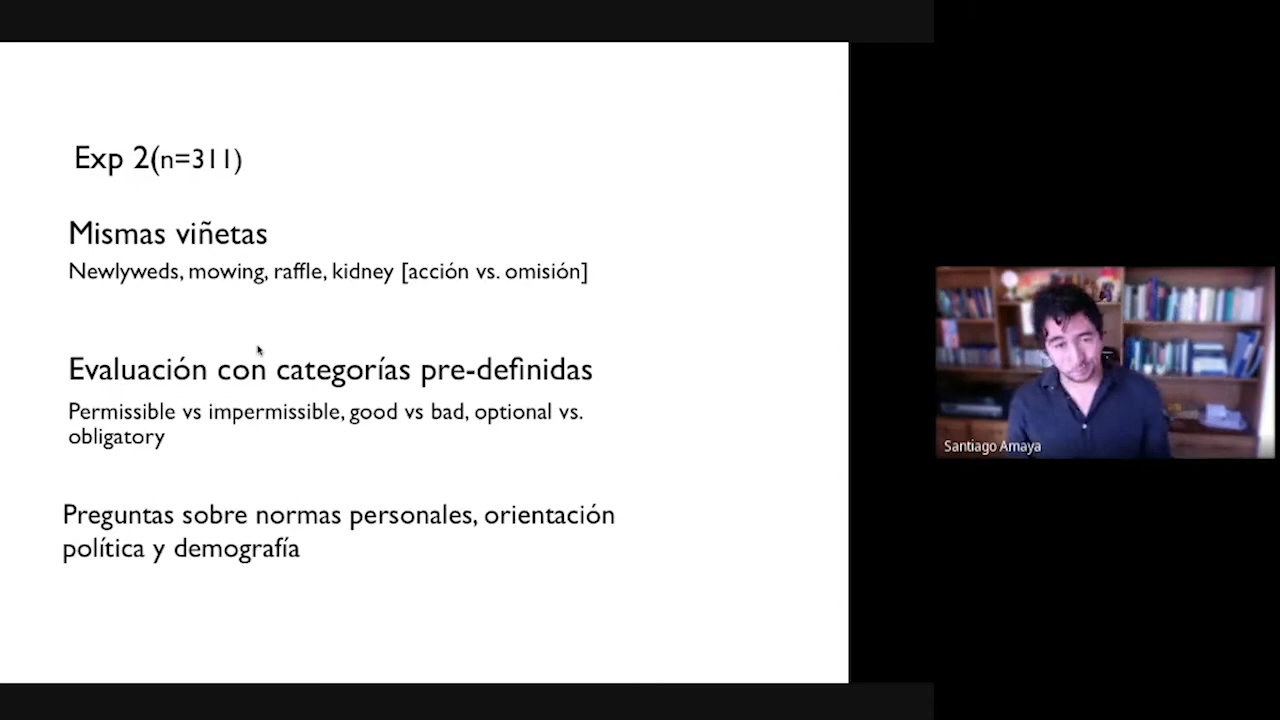 Exp 2(n=311)
Mismas viñetas
Newlyweds, mowing, raffle, kidney [acción vs. omisión]
Evaluación con categorías pre-definidas
Permissible vs impermissible, good vs bad, optional vs.
obligatory
Preguntas sobre normas personales, orientación
política y demografía
Santiago Amaya